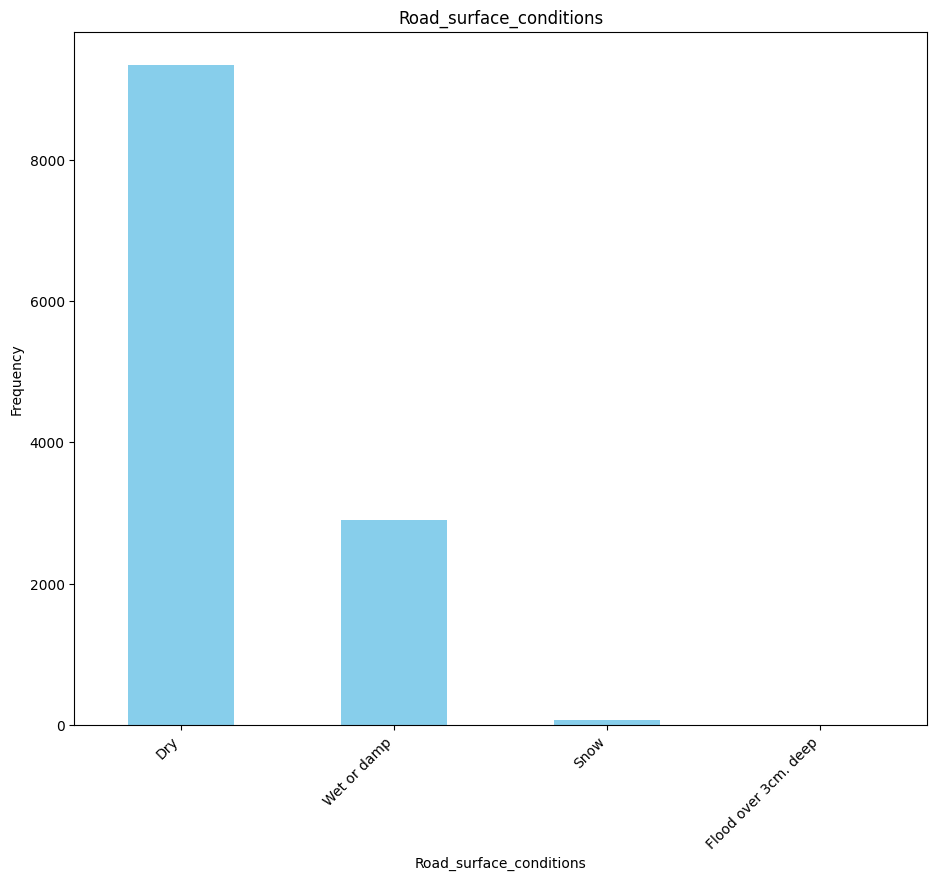 Road_surface_conditions
Frequency
8000
6000
4000
2000
0
Dry
Wet or damp
Snow
Flood over 3cm. deep
Road_surface_conditions